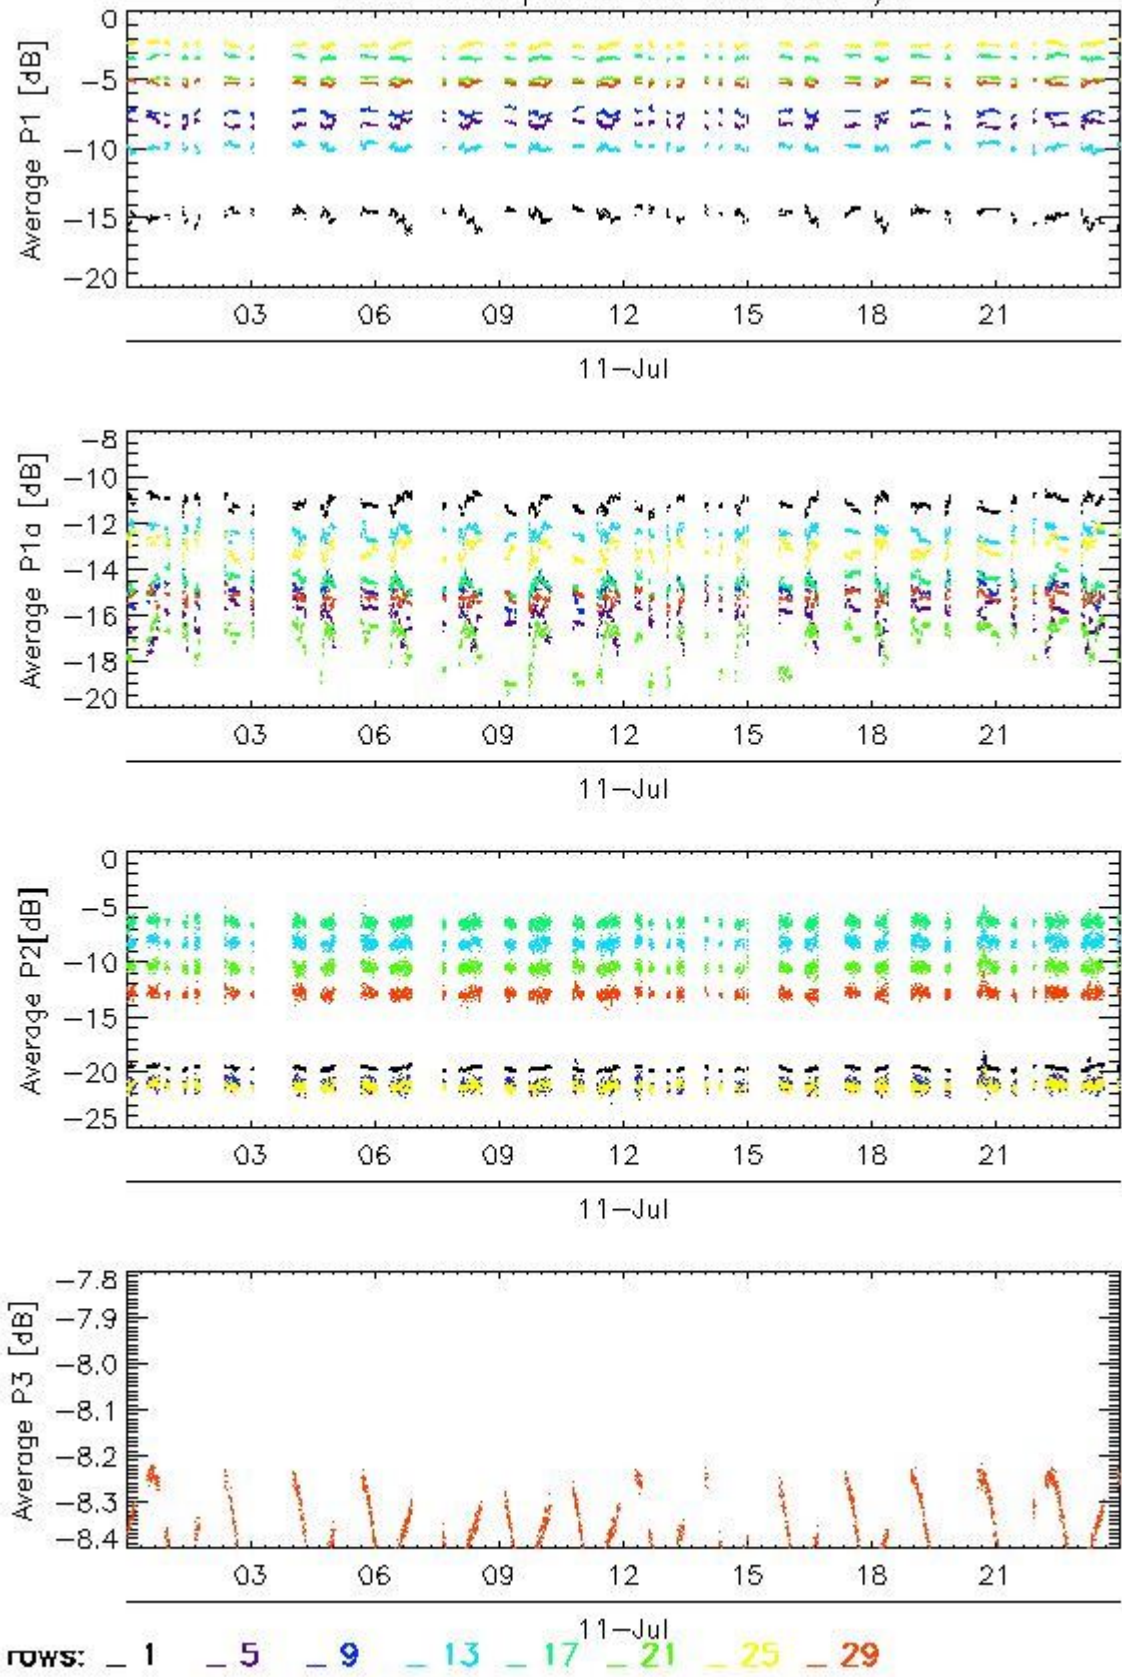 0
-5
-10
-15
-20
Average P1 [dB]
03 06 09 12 15 18 21
11-Jul
-8
-10
-12
-14
-16
-18
-20
Average P1a [dB]
03 06 09 12 15 18 21
11-Jul
0
-5
-10
-15
-20
-25
Average P2[dB]
03 06 09 12 15 18 21
11-Jul
-7.8
-7.9
-8.0
-8.1
-8.2
-8.3
-8.4
Average P3 [dB]
03 06 09 12 15 18 21
11-Jul
rows: _ 1 _ 5 _ 9 _ 13 _ 17 _ 21 _ 25 _ 29